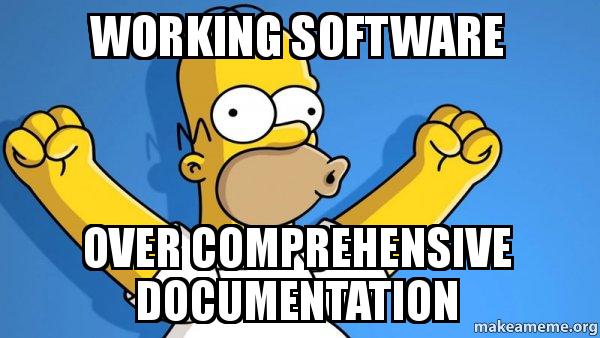 WORKING SOFTWARE
OVER COMPREHENSIVE
DOCUMENTATION
makeameme.org